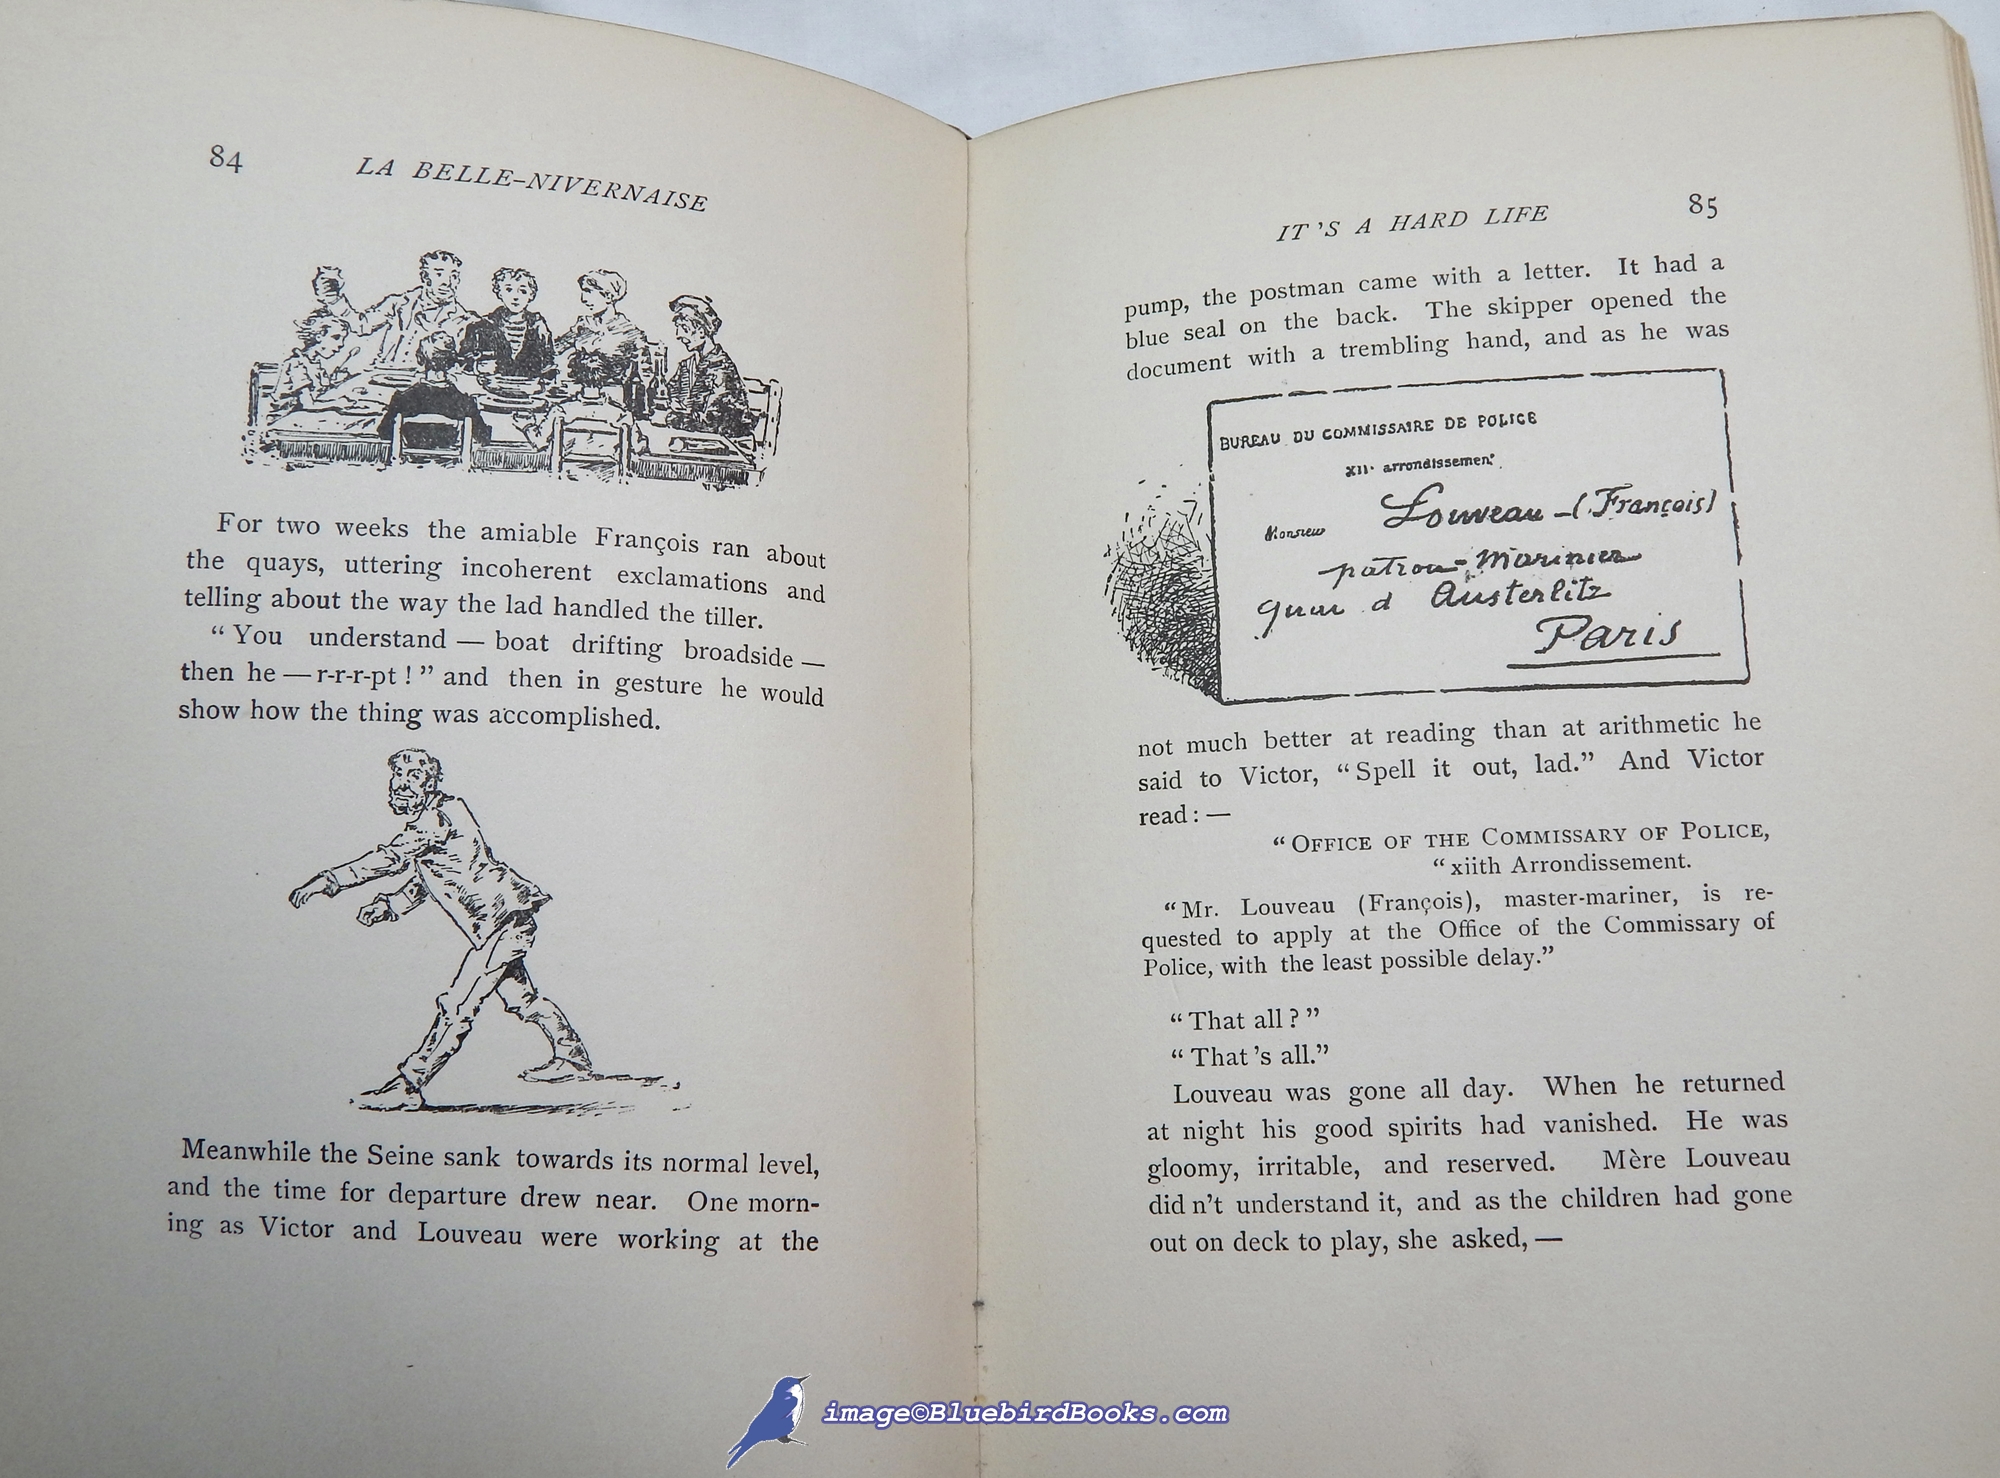 84 LA BELLE-NIVERNAISE
For two weeks the amiable François ran about
the quays, uttering incoherent exclamations and
telling about the way the lad handled the tiller.
“You understand — boat drifting broadside —
then he — r-r-r-pt!” and then in gesture he would
show how the thing was accomplished.
Meanwhile the Seine sank towards its normal level,
and the time for departure drew near. One morn-
ing as Victor and Louveau were working at the
IT'S A HARD LIFE 85
pump, the postman came with a letter. It had a
blue seal on the back. The skipper opened the
document with a trembling hand, and as he was
BUREAU DU COMMISSAIRE DE POLICE
XIIe arrondissement
Louveau - (François)
Monsieur
patron-Marinier
Quai d Austerlitz
Paris
not much better at reading than at arithmetic he
said to Victor, “Spell it out, lad.” And Victor
read: —
“OFFICE OF THE COMMISSARY OF POLICE,
“xiith Arrondissement.
“Mr. Louveau (François), master-mariner, is re-
quested to apply at the Office of the Commissary of
Police, with the least possible delay.”
“That all?”
“That's all.”
Louveau was gone all day. When he returned
at night his good spirits had vanished. He was
gloomy, irritable, and reserved. Mère Louveau
didn't understand it, and as the children had gone
out on deck to play, she asked, —
image©BluebirdBooks.com